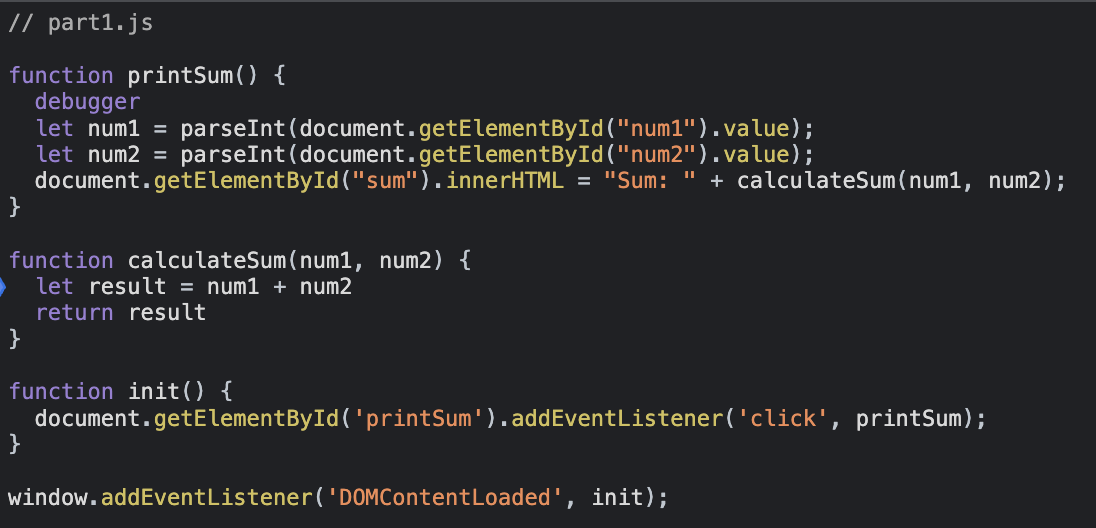 // part1.js
function printSum() {
debugger
let num1 = parseInt(document.getElementById("num1").value);
let num2 = parseInt(document.getElementById("num2").value);
document.getElementById("sum").innerHTML = "Sum: " + calculateSum(num1, num2);
}
function calculateSum(num1, num2) {
let result = num1 + num2
return result
}
function init() {
document.getElementById('printSum').addEventListener('click', printSum);
}
window.addEventListener('DOMContentLoaded', init);